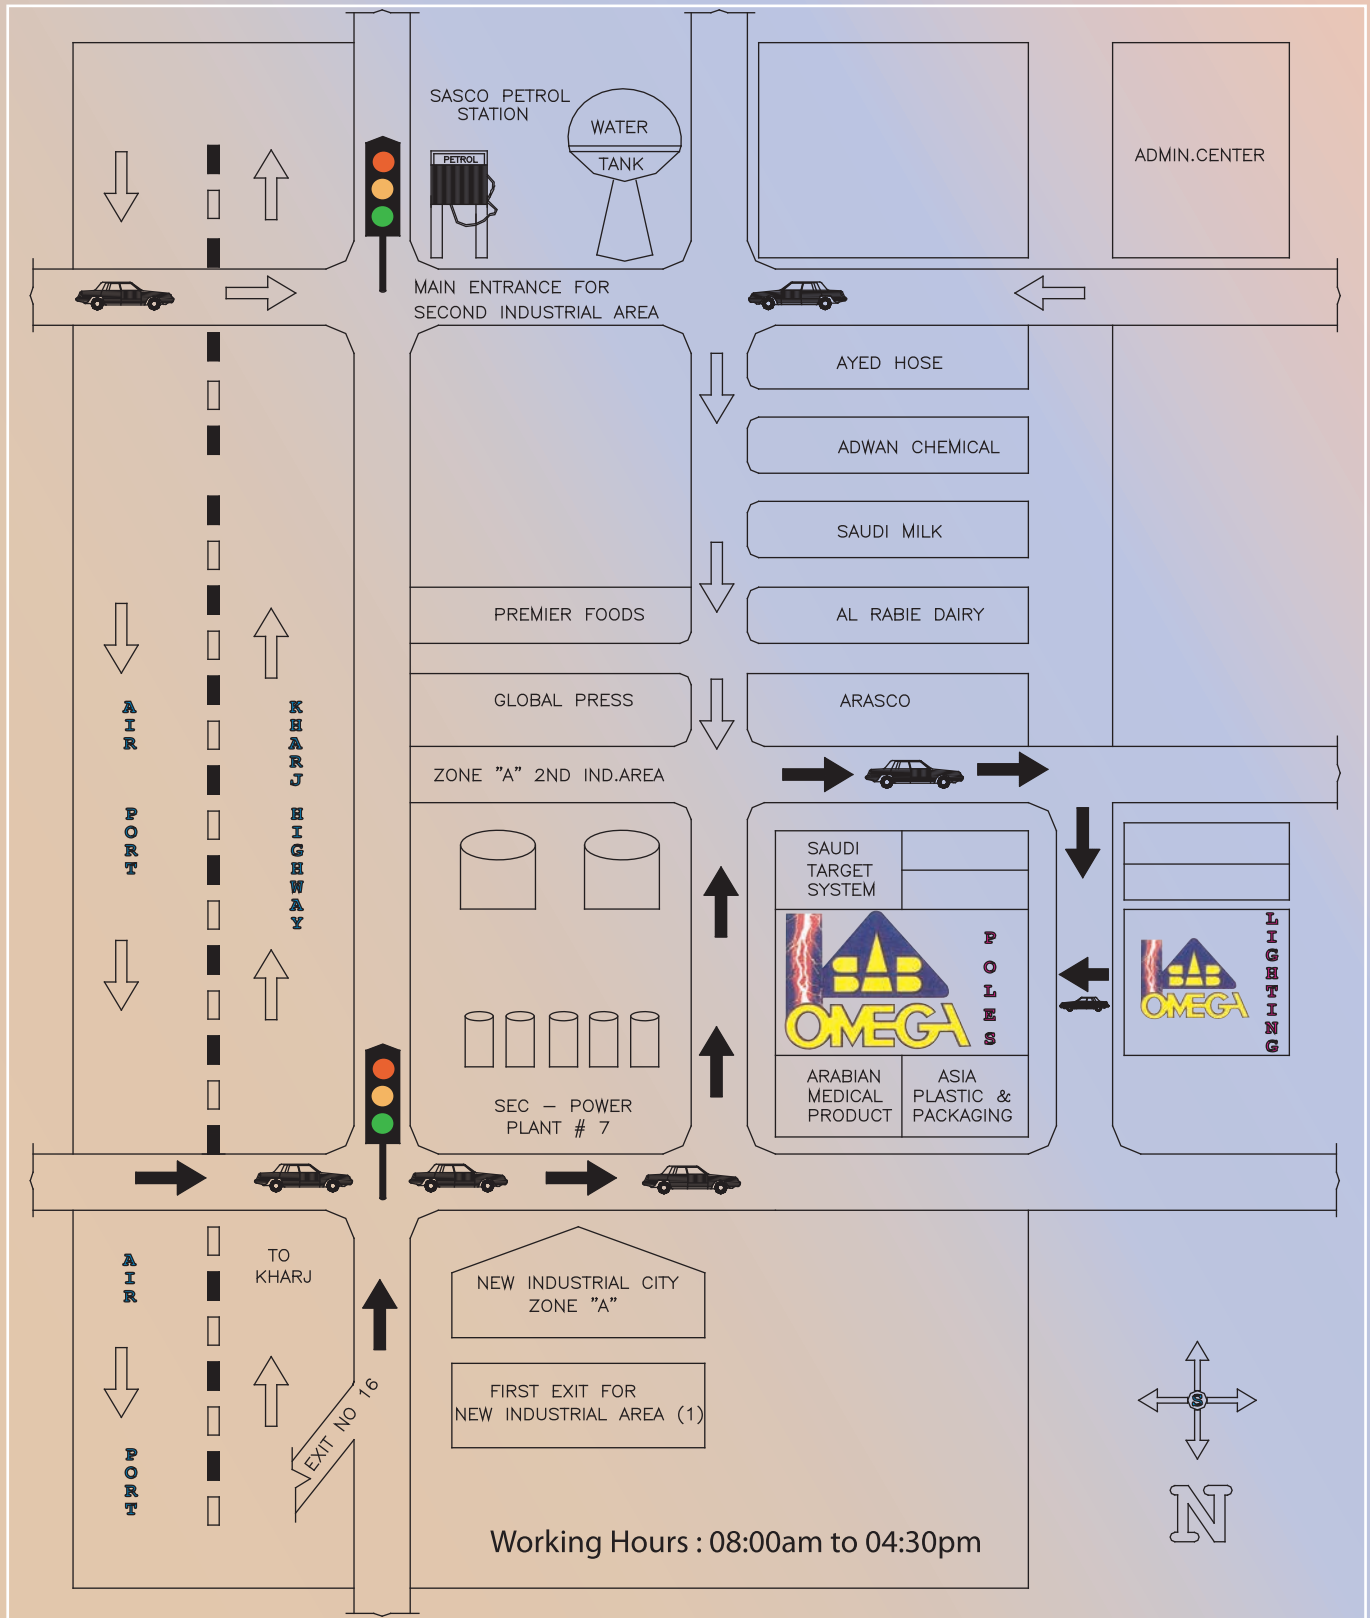 SASCO PETROL
STATION
WATER
TANK
PETROL
ADMIN.CENTER
MAIN ENTRANCE FOR
SECOND INDUSTRIAL AREA
AYED HOSE
ADWAN CHEMICAL
SAUDI MILK
PREMIER FOODS
AL RABIE DAIRY
GLOBAL PRESS
ARASCO
AIR PORT
KHARJ HIGHWAY
ZONE "A" 2ND IND.AREA
SAUDI
TARGET
SYSTEM
SAB
OMEGA
POLES
SAB
OMEGA
LIGHTING
ARABIAN
MEDICAL
PRODUCT
ASIA
PLASTIC &
PACKAGING
SEC - POWER
PLANT # 7
AIR PORT
TO
KHARJ
NEW INDUSTRIAL CITY
ZONE "A"
EXIT NO 16
FIRST EXIT FOR
NEW INDUSTRIAL AREA (1)
S
N
Working Hours : 08:00am to 04:30pm